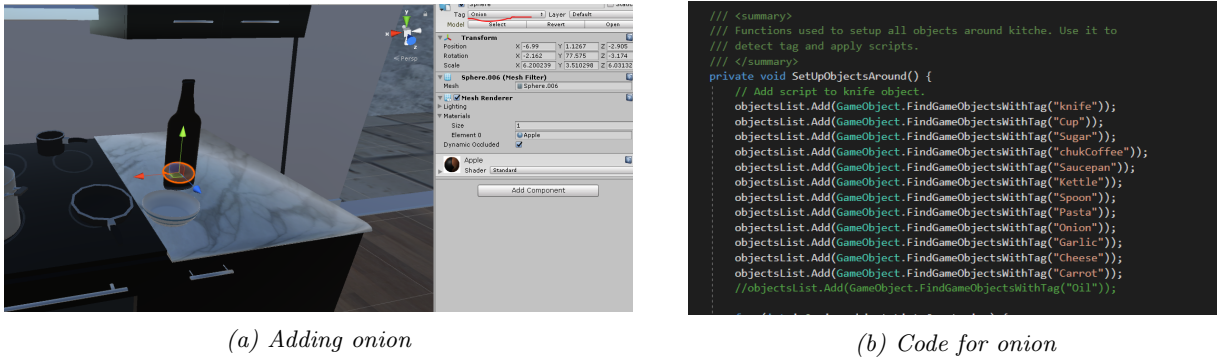 Sphere
Static
Tag Onion Layer Default
Model Select Revert Open
Transform
Position X -6.99 Y 1.1267 Z -2.905
Rotation X -2.162 Y 77.575 Z -3.174
Scale X 6.200239 Y 3.510298 Z 6.03132
Sphere.006 (Mesh Filter)
Mesh Sphere.006
Mesh Renderer
Lighting
Materials
Size 1
Element 0 Apple
Dynamic Occluded
Apple
Shader Standard
Add Component
y
x
z
< Persp
(a) Adding onion
/// <summary>
/// Functions used to setup all objects around kitche. Use it to
/// detect tag and apply scripts.
/// </summary>
private void SetUpObjectsAround() {
// Add script to knife object.
objectsList.Add(GameObject.FindGameObjectsWithTag("knife"));
objectsList.Add(GameObject.FindGameObjectsWithTag("Cup"));
objectsList.Add(GameObject.FindGameObjectsWithTag("Sugar"));
objectsList.Add(GameObject.FindGameObjectsWithTag("chukCoffee"));
objectsList.Add(GameObject.FindGameObjectsWithTag("Saucepan"));
objectsList.Add(GameObject.FindGameObjectsWithTag("Kettle"));
objectsList.Add(GameObject.FindGameObjectsWithTag("Spoon"));
objectsList.Add(GameObject.FindGameObjectsWithTag("Pasta"));
objectsList.Add(GameObject.FindGameObjectsWithTag("Onion"));
objectsList.Add(GameObject.FindGameObjectsWithTag("Garlic"));
objectsList.Add(GameObject.FindGameObjectsWithTag("Cheese"));
objectsList.Add(GameObject.FindGameObjectsWithTag("Carrot"));
//objectsList.Add(GameObject.FindGameObjectsWithTag("Oil"));
(b) Code for onion